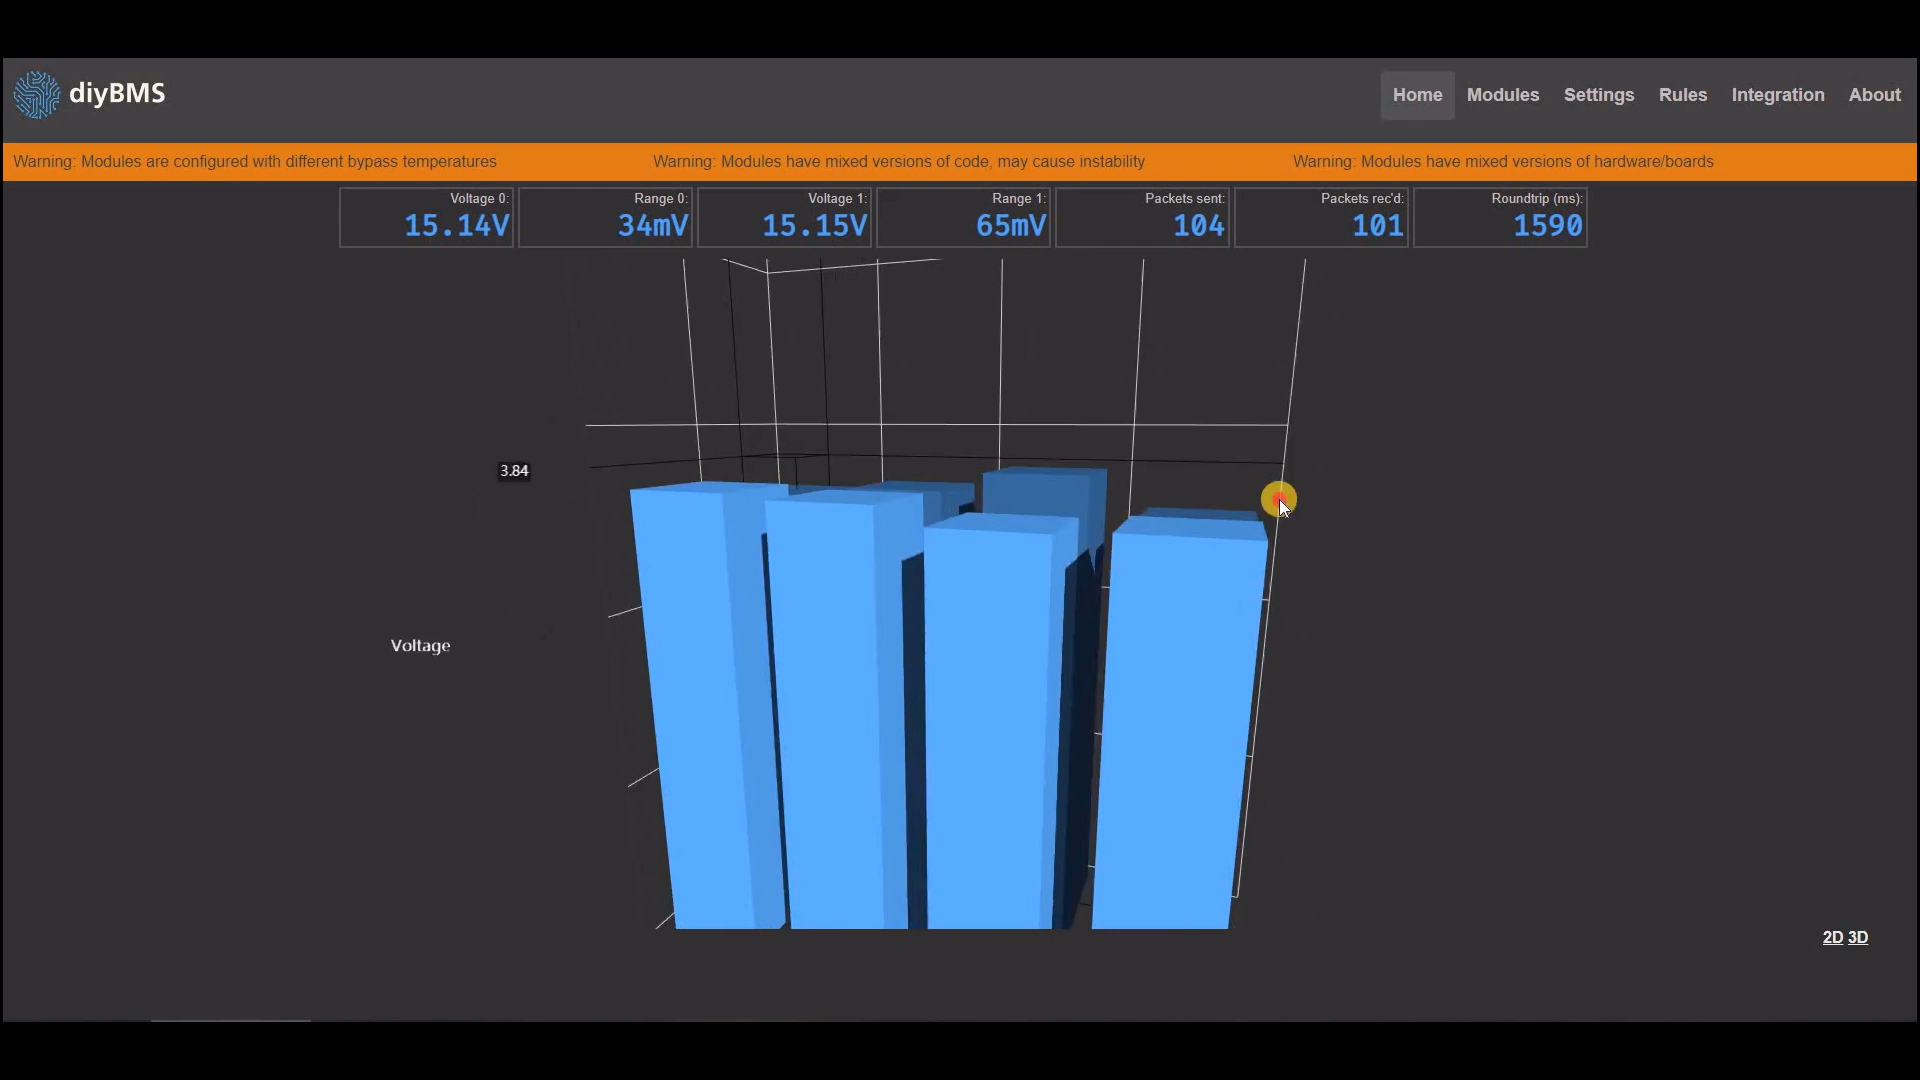 diyBMS
Home Modules Settings Rules Integration About
Warning: Modules are configured with different bypass temperatures
Warning: Modules have mixed versions of code, may cause instability
Warning: Modules have mixed versions of hardware/boards
Voltage 0:
15.14V
Range 0:
34mV
Voltage 1:
15.15V
Range 1:
65mV
Packets sent:
104
Packets rec'd:
101
Roundtrip (ms):
1590
3.84
Voltage
2D 3D